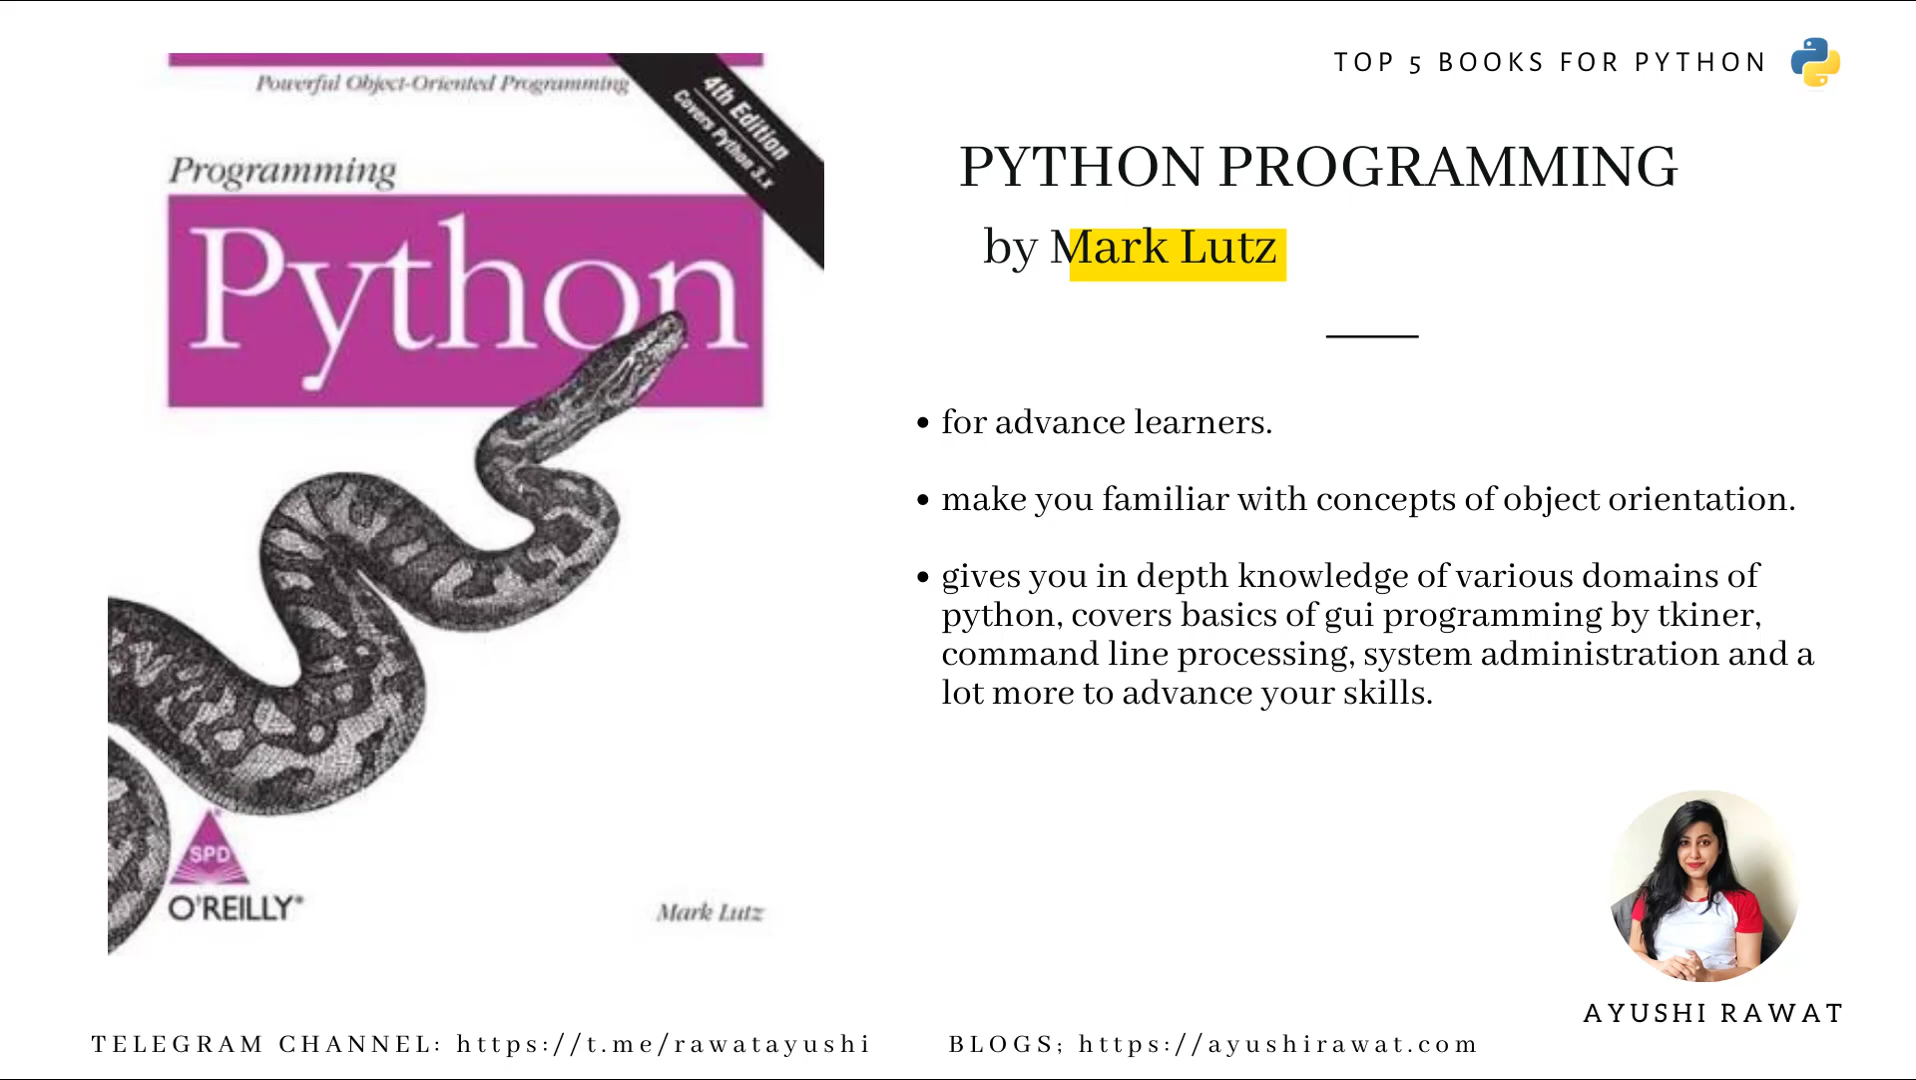 Powerful Object-Oriented Programming
4th Edition
Covers Python 3.x
Programming
Python
SPD
O'REILLY®
Mark Lutz
TOP 5 BOOKS FOR PYTHON
PYTHON PROGRAMMING
by Mark Lutz
• for advance learners.
• make you familiar with concepts of object orientation.
• gives you in depth knowledge of various domains of
python, covers basics of gui programming by tkiner,
command line processing, system administration and a
lot more to advance your skills.
AYUSHI RAWAT
TELEGRAM CHANNEL: https://t.me/rawatayushi
BLOGS; https://ayushirawat.com